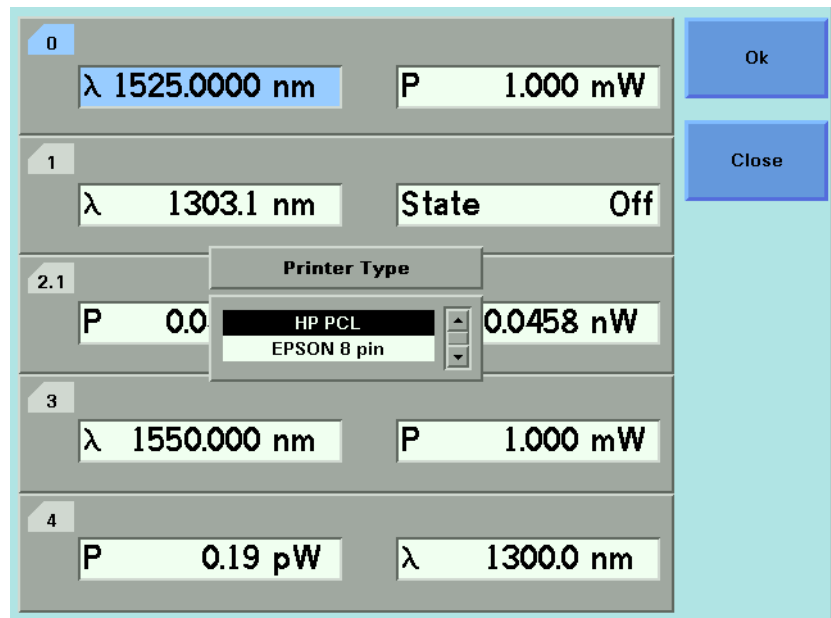 0
λ 1525.0000 nm P 1.000 mW
Ok
1
λ 1303.1 nm State Off
Close
2.1
Printer Type
P 0.0 0.0458 nW
HP PCL
EPSON 8 pin
3
λ 1550.000 nm P 1.000 mW
4
P 0.19 pW λ 1300.0 nm